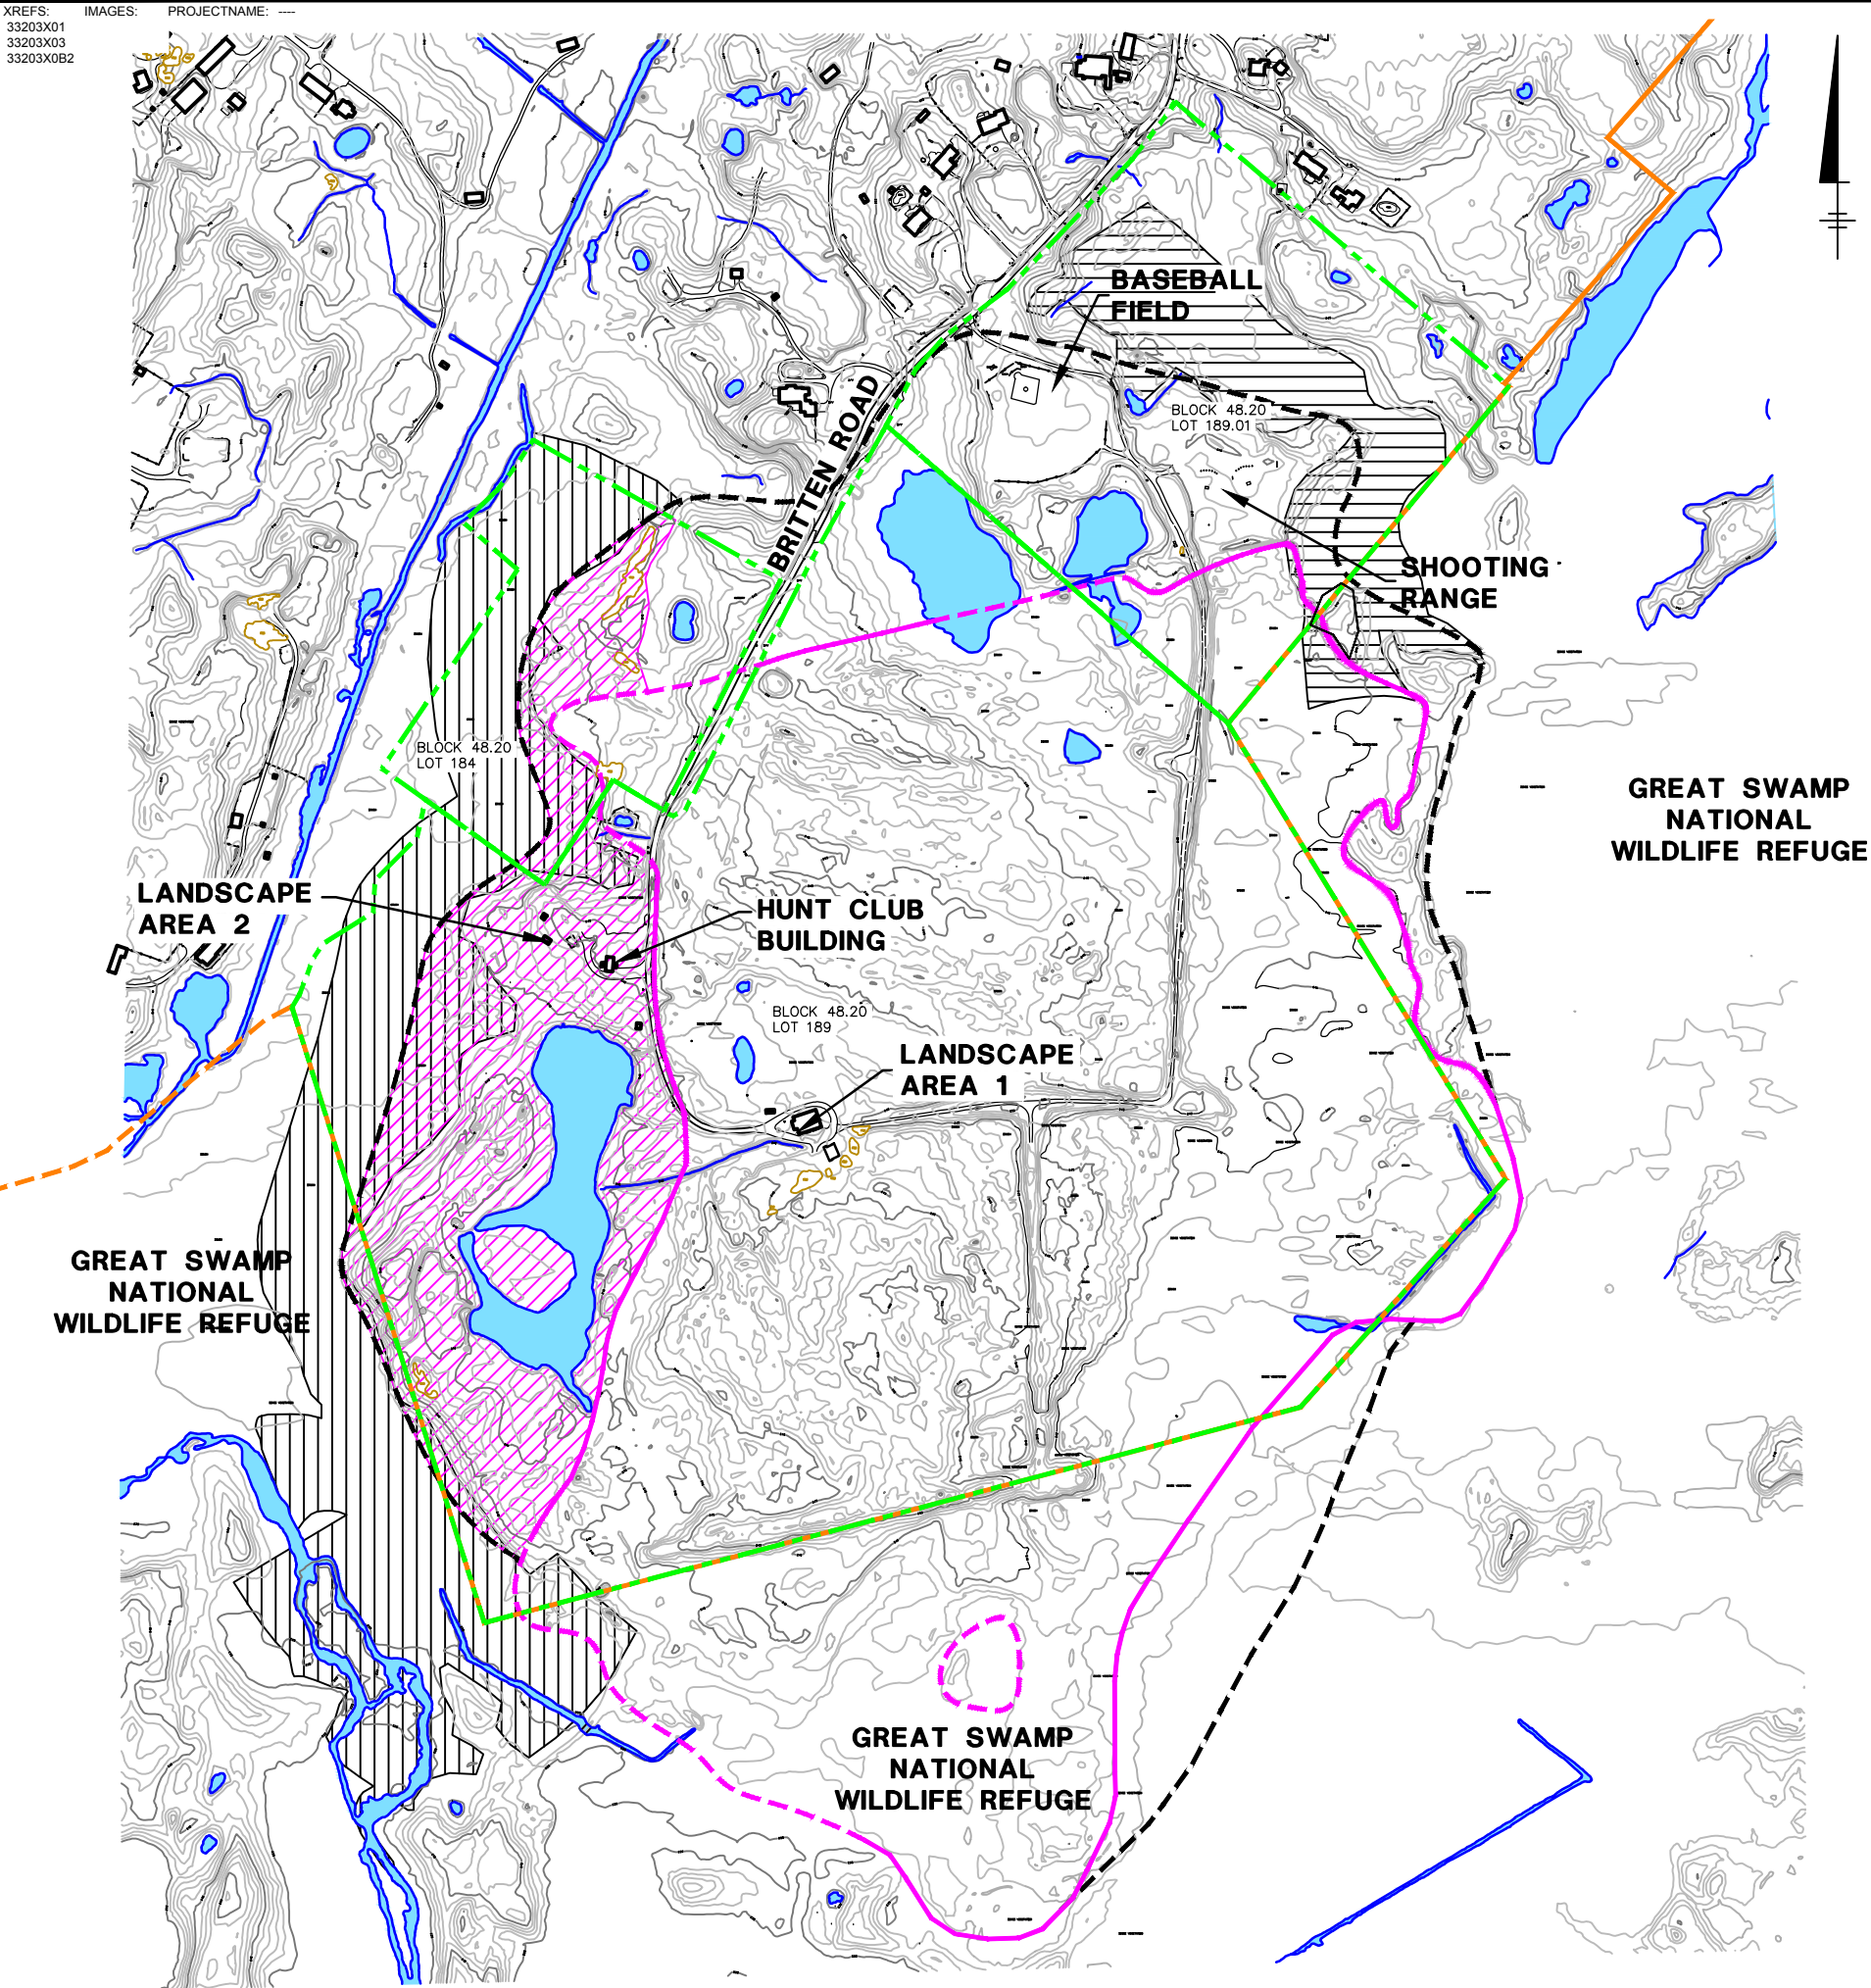 XREFS: IMAGES: PROJECTNAME: ----
33203X01
33203X03
33203X0B2
BASEBALL
FIELD
BLOCK 48.20
LOT 189.01
BRITTEN ROAD
SHOOTING
RANGE
BLOCK 48.20
LOT 184
GREAT SWAMP
NATIONAL
WILDLIFE REFUGE
LANDSCAPE
AREA 2
HUNT CLUB
BUILDING
BLOCK 48.20
LOT 189
LANDSCAPE
AREA 1
GREAT SWAMP
NATIONAL
WILDLIFE REFUGE
GREAT SWAMP
NATIONAL
WILDLIFE REFUGE